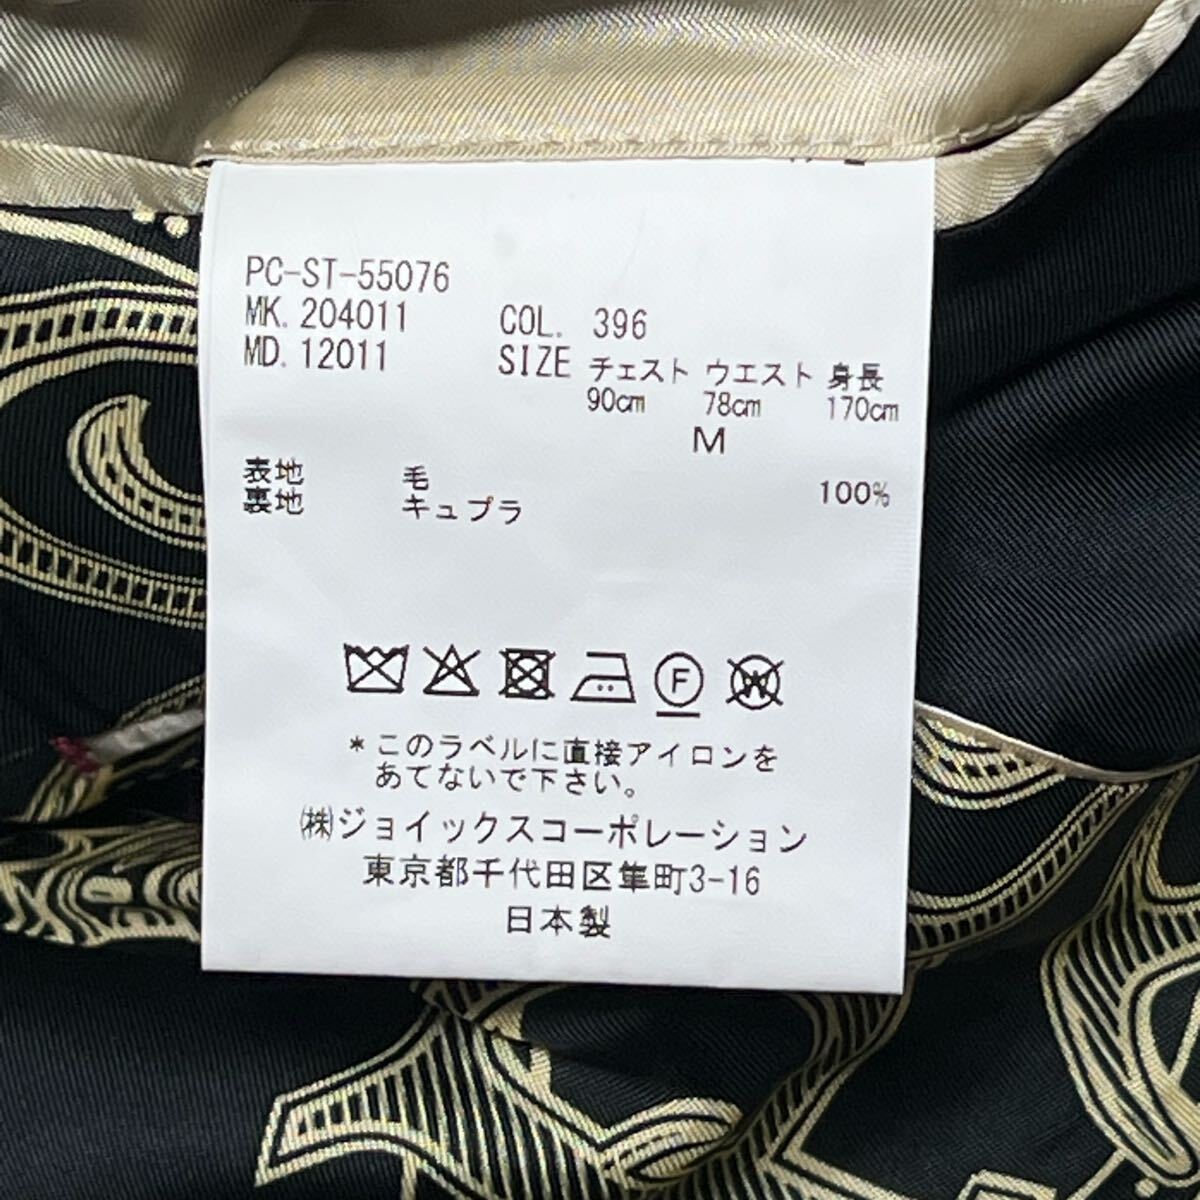 PC-ST-55076
MK. 204011 COL. 396
MD. 12011 SIZE チェスト ウエスト 身長
90cm 78cm 170cm
M
表地 毛
裏地 キュプラ 100%
F
W
*このラベルに直接アイロンを
あてないで下さい。
㈱ジョイックスコーポレーション
東京都千代田区隼町3-16
日本製